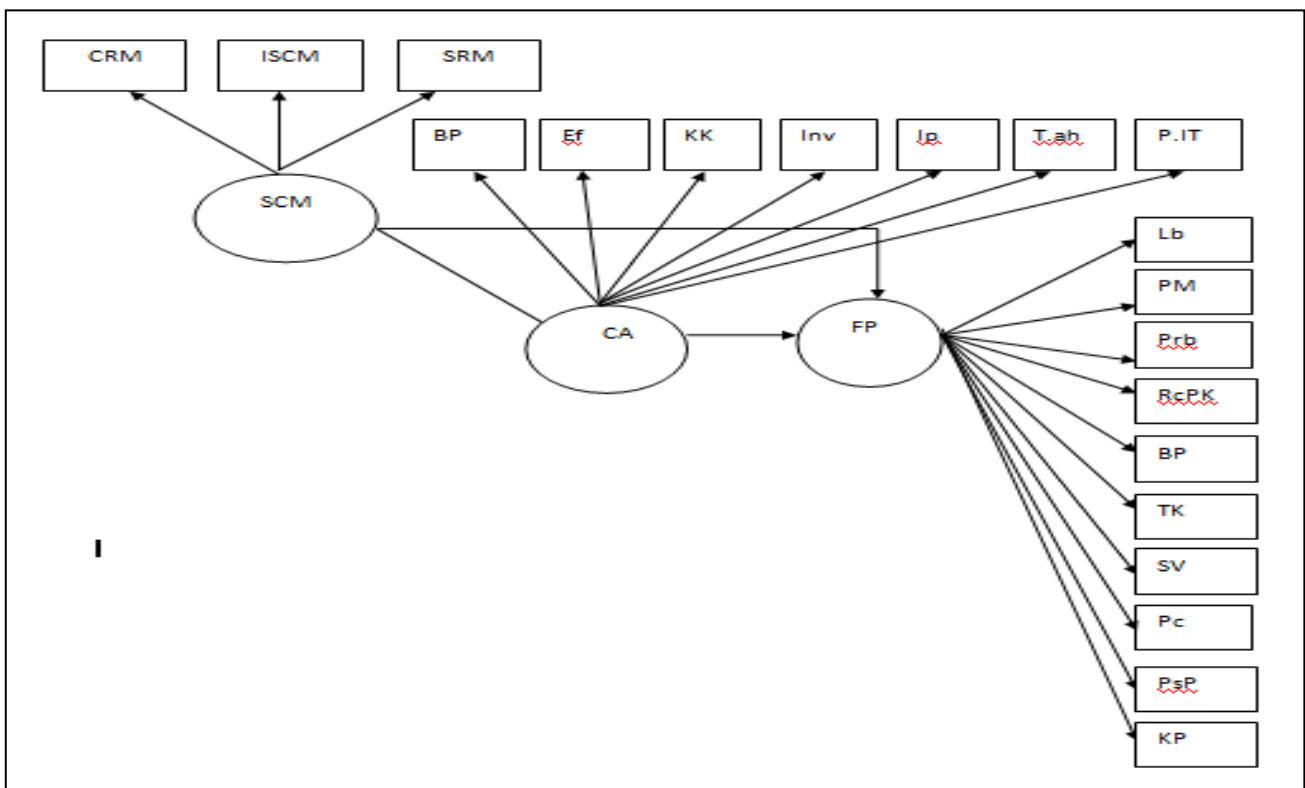 CRM
ISCM
SRM
BP
Ef
KK
Inv
Ip
T.ah
P.IT
SCM
Lb
PM
CA
FP
Prb
RcPK
BP
TK
SV
Pc
PsP
KP
I